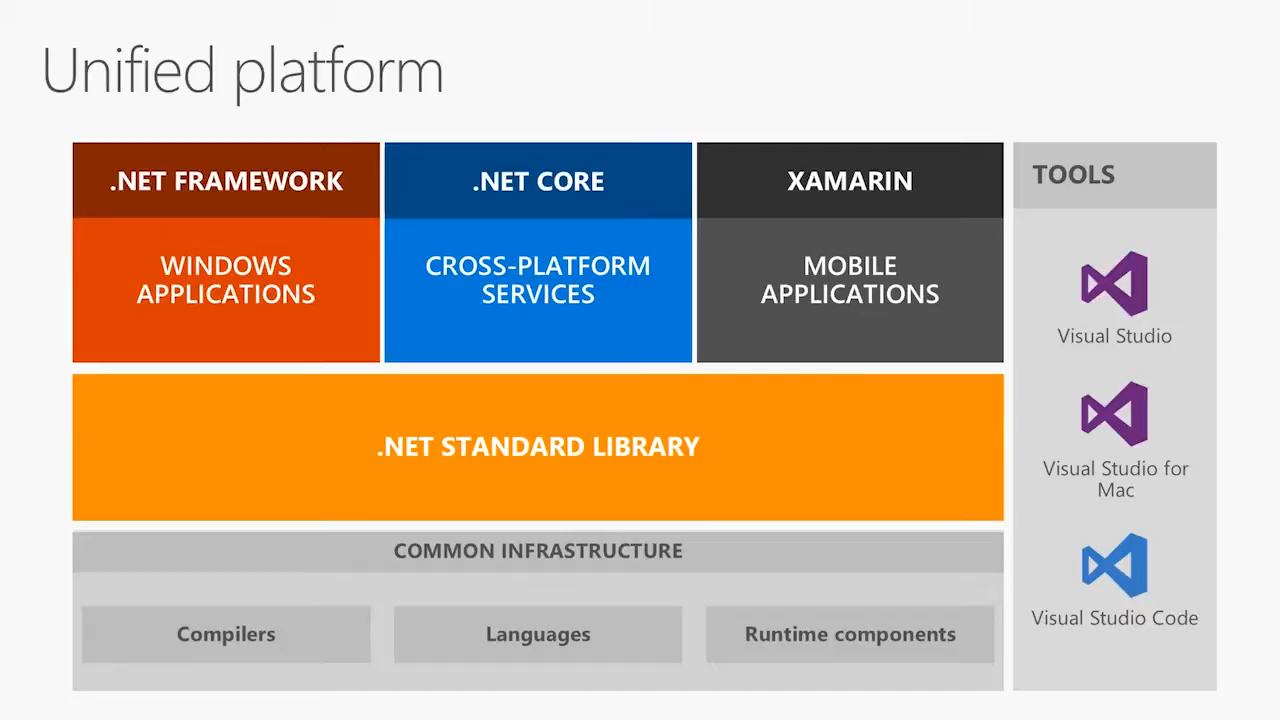 Unified platform
.NET FRAMEWORK
WINDOWS
APPLICATIONS
.NET CORE
CROSS-PLATFORM
SERVICES
XAMARIN
MOBILE
APPLICATIONS
.NET STANDARD LIBRARY
COMMON INFRASTRUCTURE
Compilers
Languages
Runtime components
TOOLS
Visual Studio
Visual Studio for
Mac
Visual Studio Code